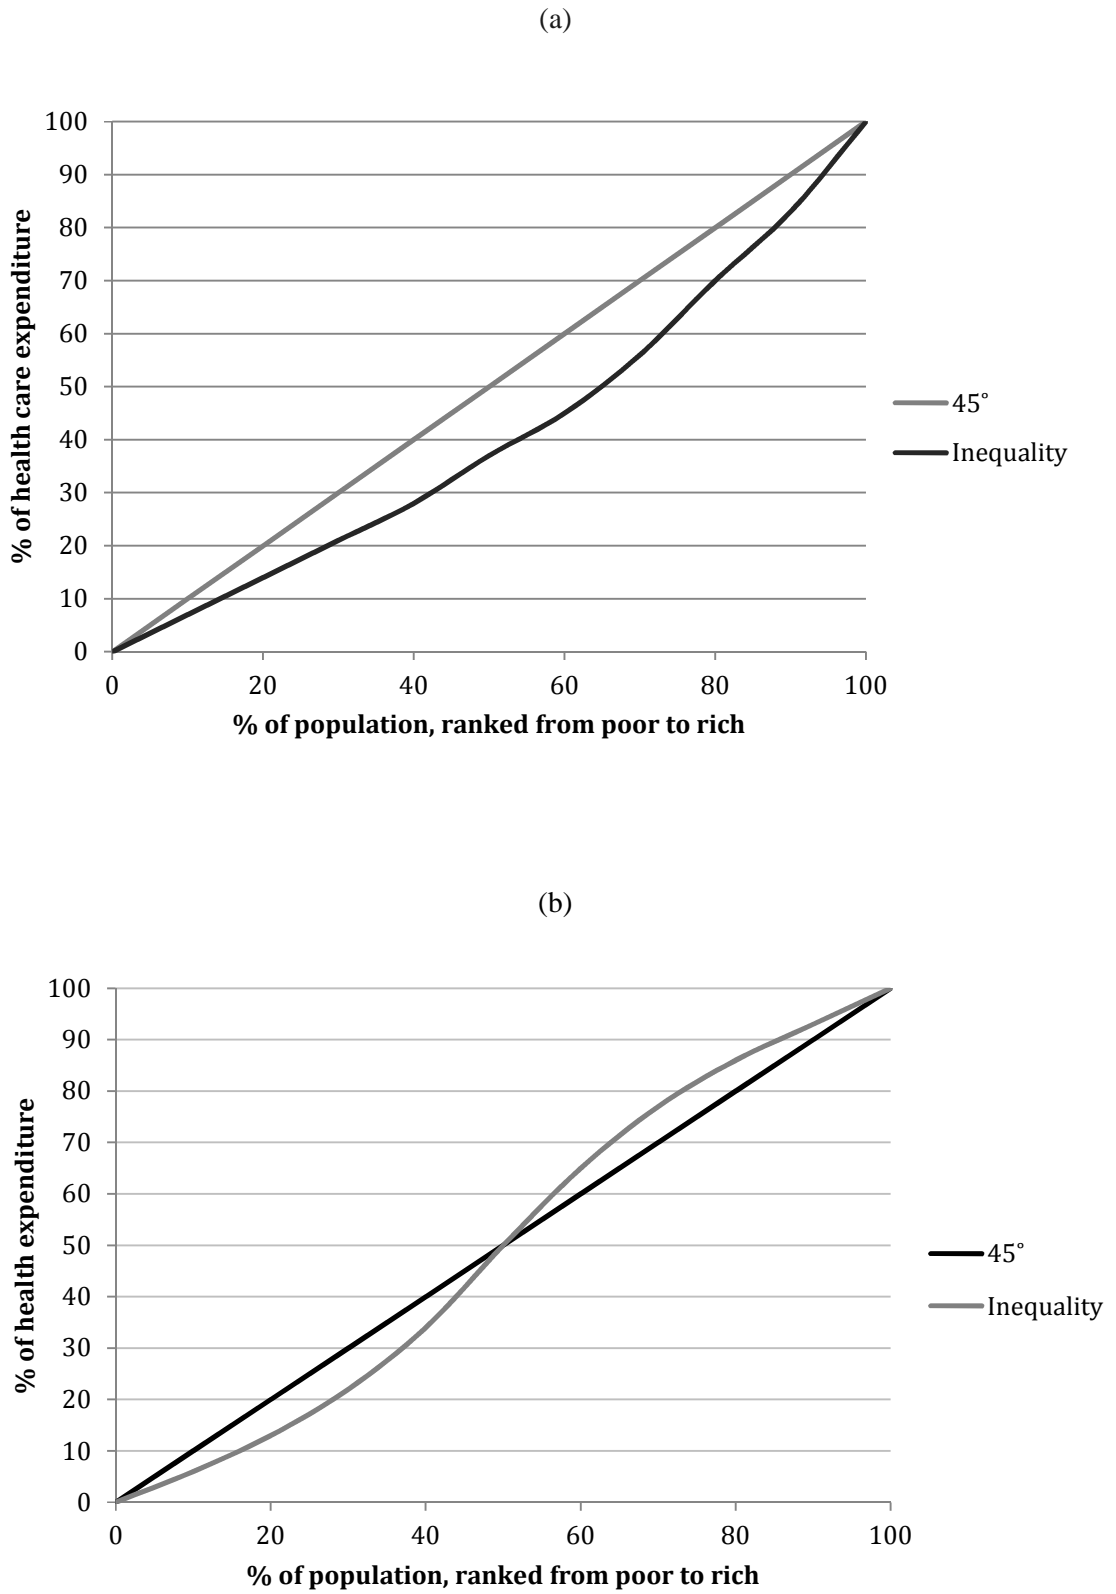 (a)
100
90
80
70
60
50
40
30
20
10
0
% of health care expenditure
0 20 40 60 80 100
% of population, ranked from poor to rich
45°
Inequality
(b)
100
90
80
70
60
50
40
30
20
10
0
% of health expenditure
0 20 40 60 80 100
% of population, ranked from poor to rich
45°
Inequality